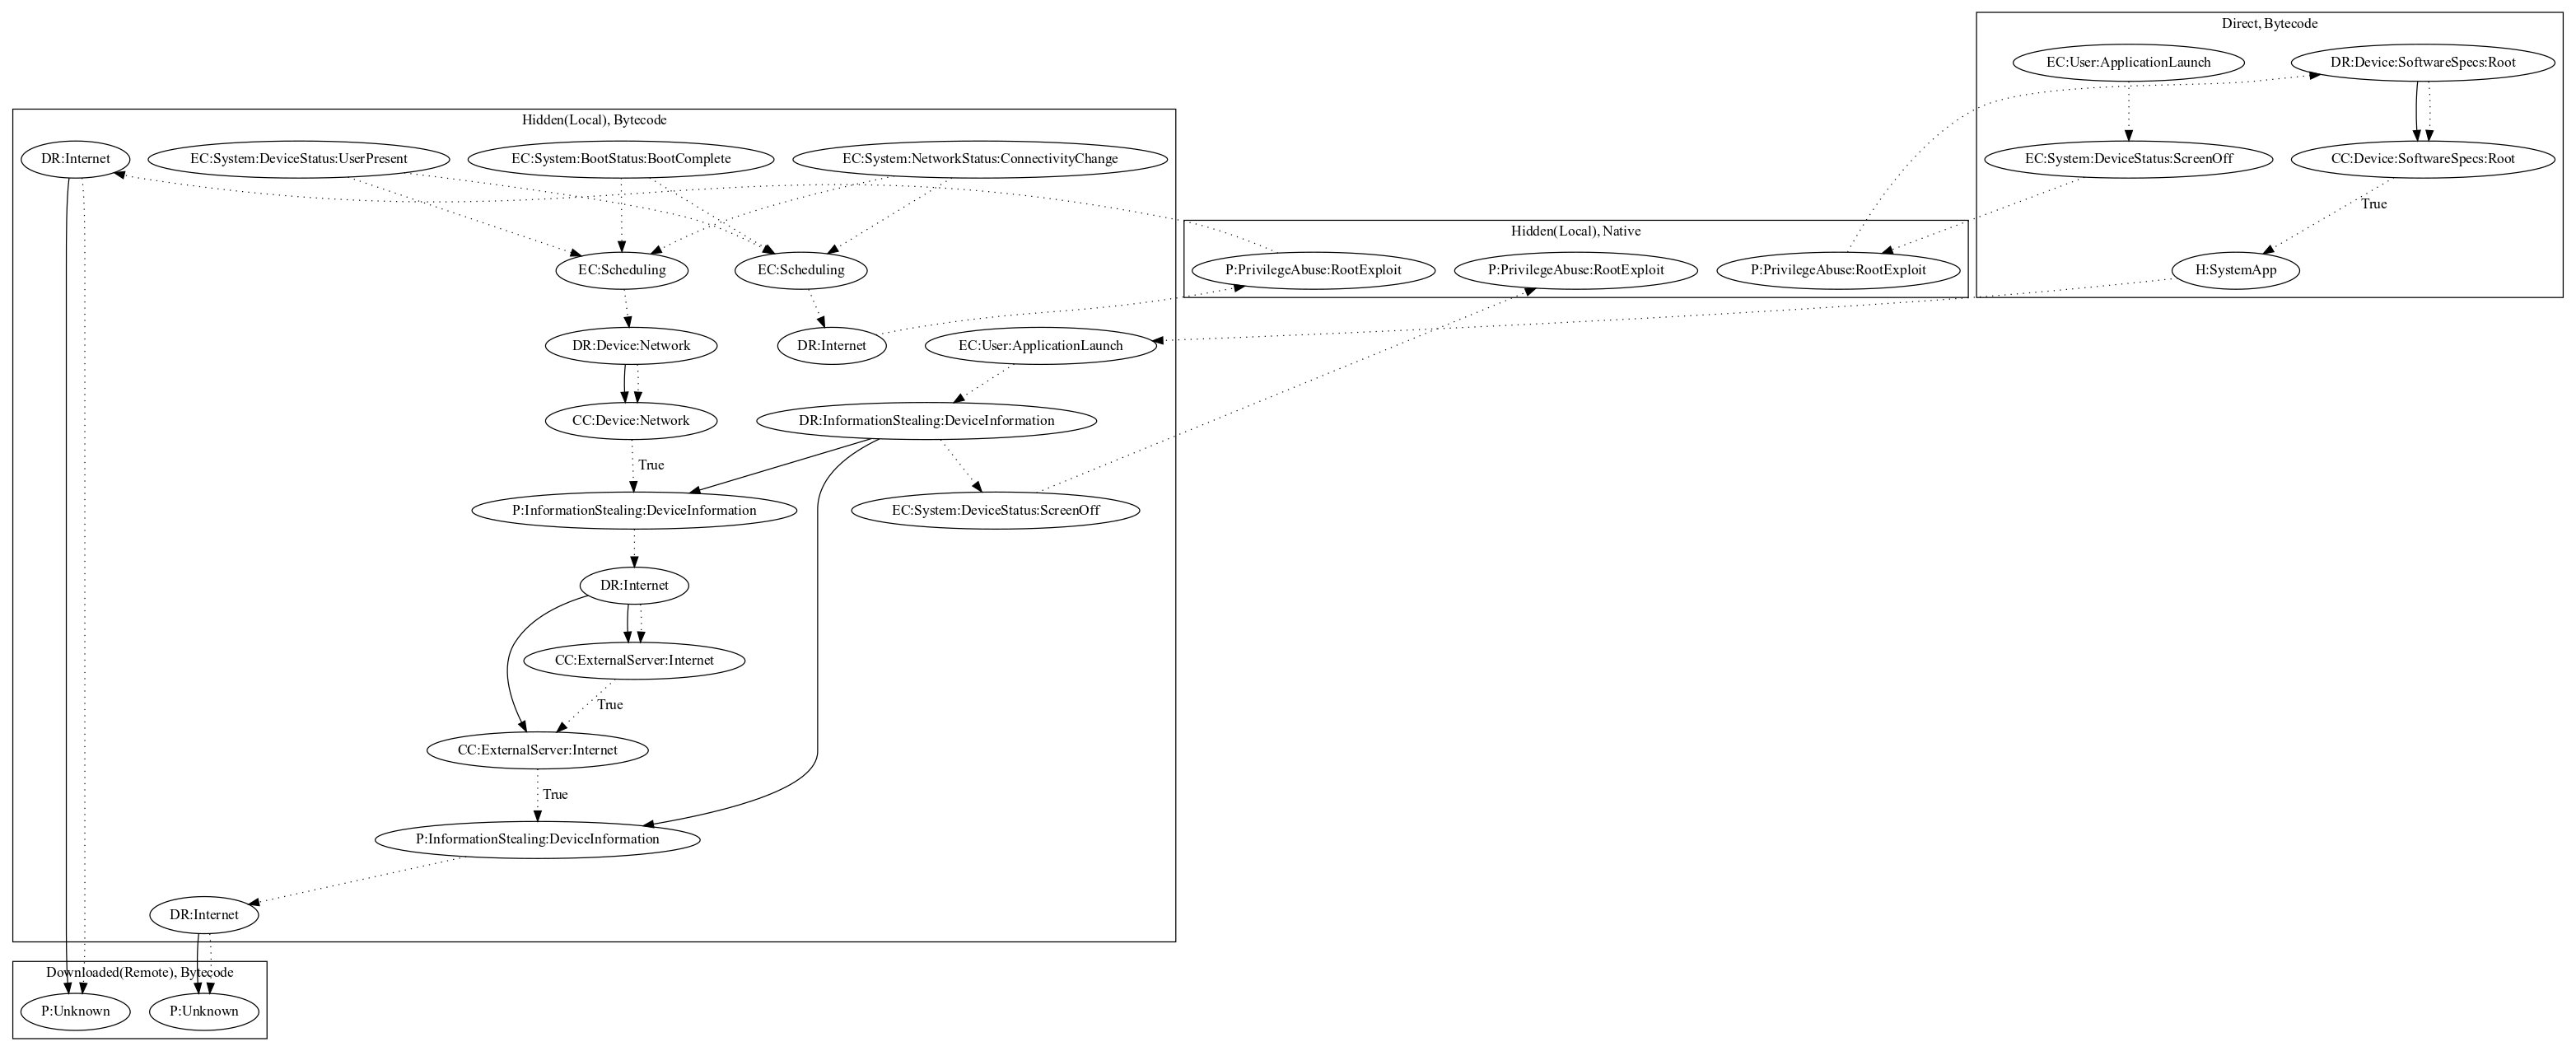 Direct, Bytecode
EC:User:ApplicationLaunch
DR:Device:SoftwareSpecs:Root
EC:System:DeviceStatus:ScreenOff
CC:Device:SoftwareSpecs:Root
True
H:SystemApp
Hidden(Local), Bytecode
DR:Internet
EC:System:DeviceStatus:UserPresent
EC:System:BootStatus:BootComplete
EC:System:NetworkStatus:ConnectivityChange
EC:Scheduling
EC:Scheduling
DR:Device:Network
DR:Internet
EC:User:ApplicationLaunch
CC:Device:Network
DR:InformationStealing:DeviceInformation
True
P:InformationStealing:DeviceInformation
EC:System:DeviceStatus:ScreenOff
DR:Internet
CC:ExternalServer:Internet
True
CC:ExternalServer:Internet
True
P:InformationStealing:DeviceInformation
DR:Internet
Hidden(Local), Native
P:PrivilegeAbuse:RootExploit
P:PrivilegeAbuse:RootExploit
P:PrivilegeAbuse:RootExploit
Downloaded(Remote), Bytecode
P:Unknown
P:Unknown